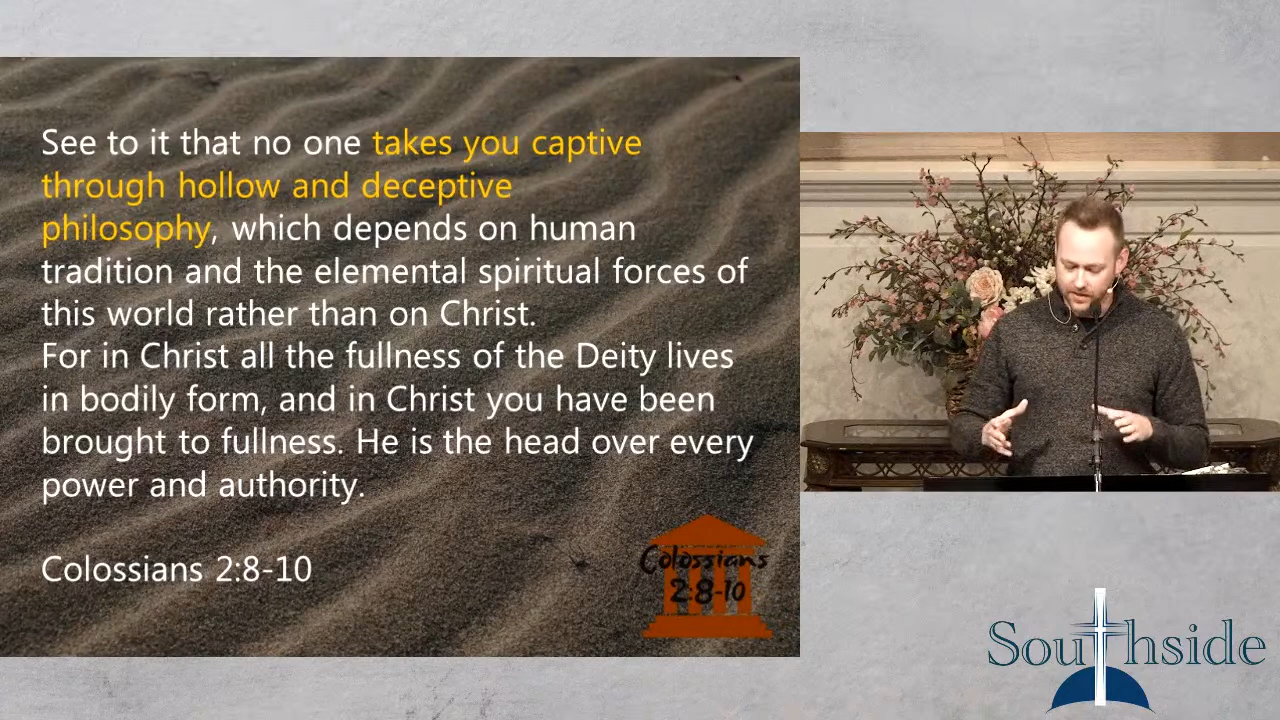 See to it that no one takes you captive
through hollow and deceptive
philosophy, which depends on human
tradition and the elemental spiritual forces of
this world rather than on Christ.
For in Christ all the fullness of the Deity lives
in bodily form, and in Christ you have been
brought to fullness. He is the head over every
power and authority.
Colossians 2:8-10
Colossians
2:8-10
Southside